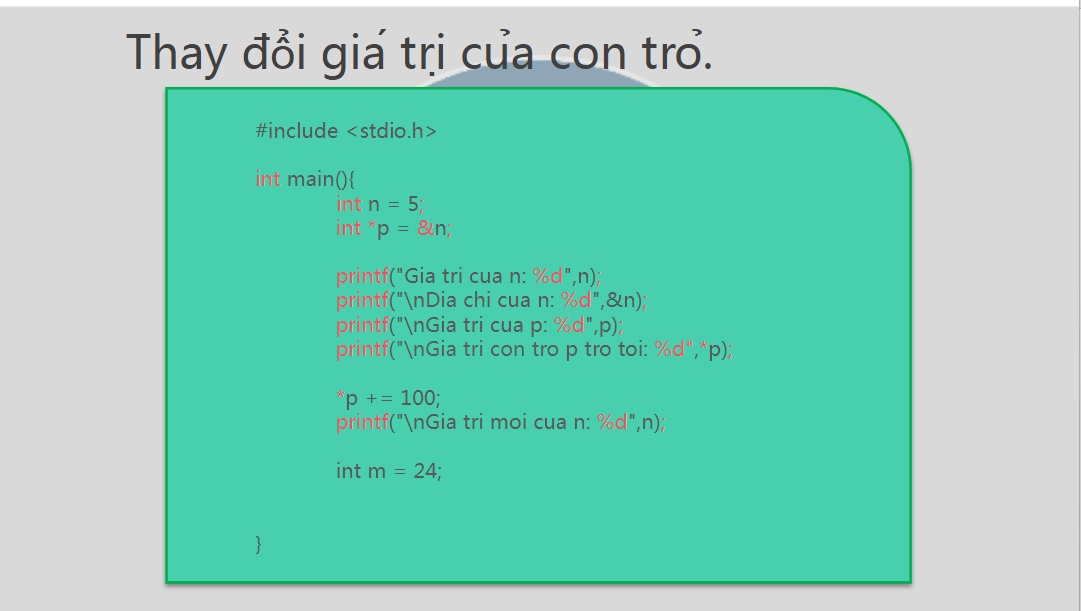 Thay đổi giá trị của con trỏ.
#include <stdio.h>
int main(){
int n = 5;
int *p = &n;
printf("Gia tri cua n: %d",n);
printf("\nDia chi cua n: %d",&n);
printf("\nGia tri cua p: %d",p);
printf("\nGia tri con tro p tro toi: %d",*p);
*p += 100;
printf("\nGia tri moi cua n: %d",n);
int m = 24;
}